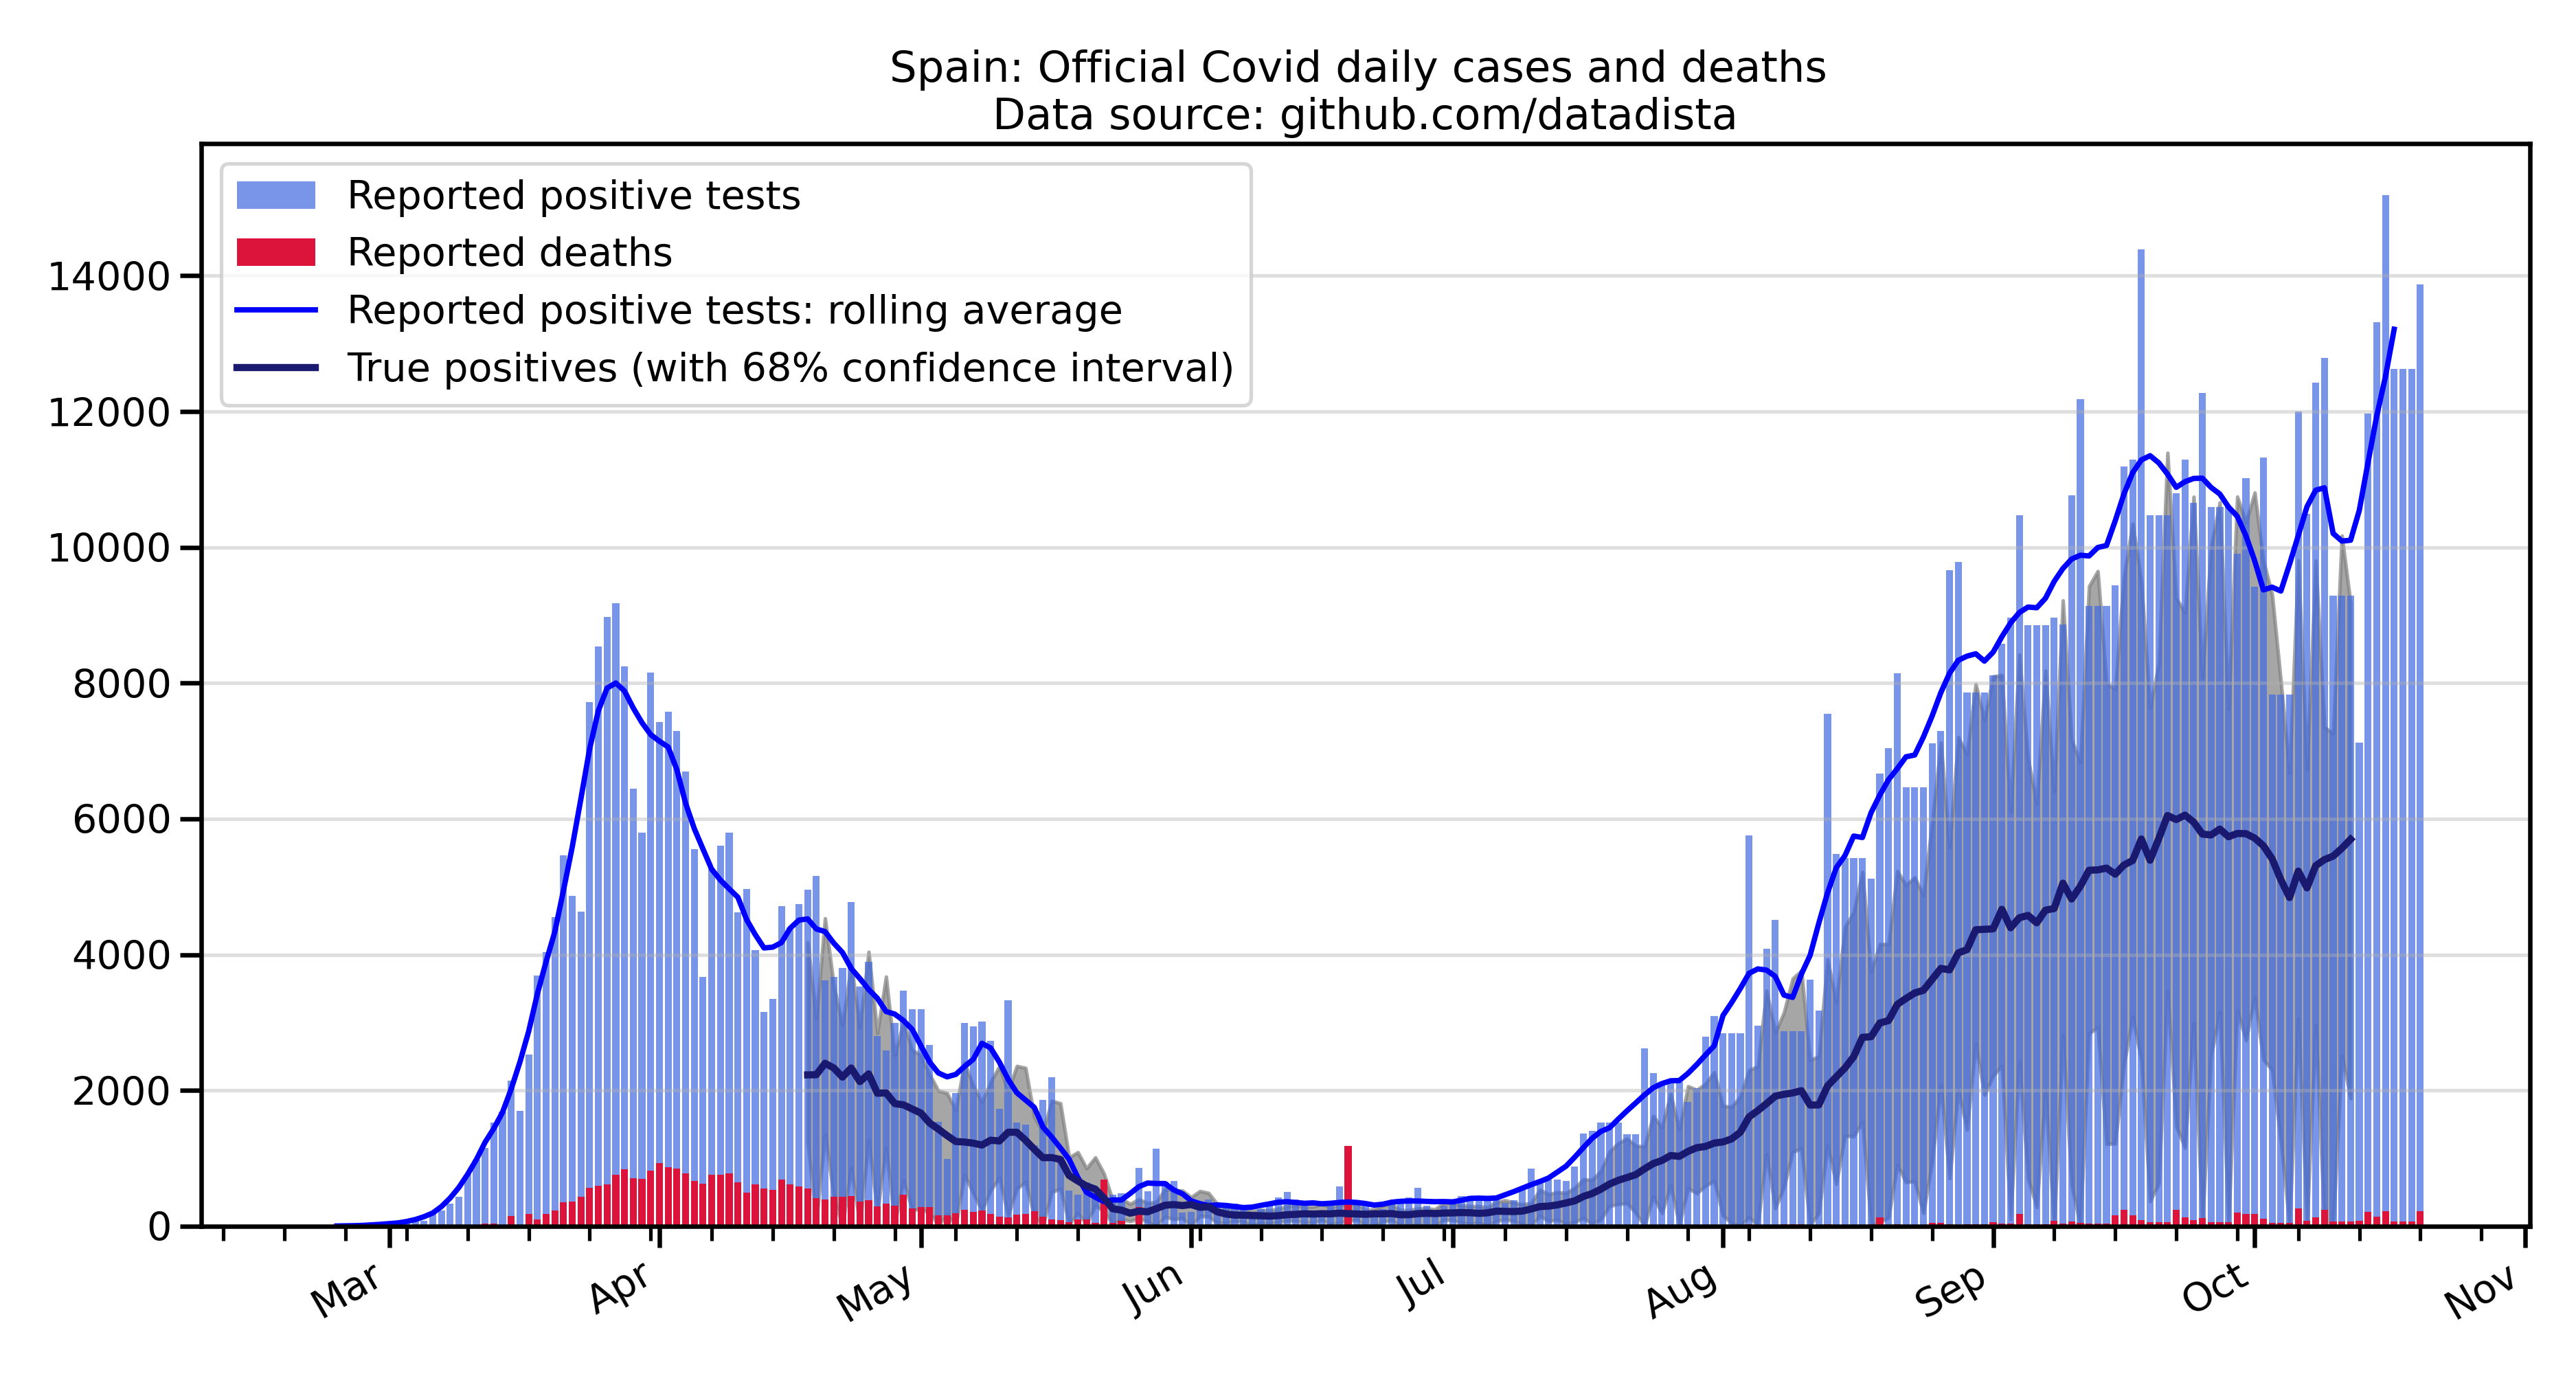 Spain: Official Covid daily cases and deaths
Data source: github.com/datadista
Reported positive tests
Reported deaths
Reported positive tests: rolling average
True positives (with 68% confidence interval)
14000
12000
10000
8000
6000
4000
2000
0
Mar
Apr
May
Jun
Jul
Aug
Sep
Oct
Nov